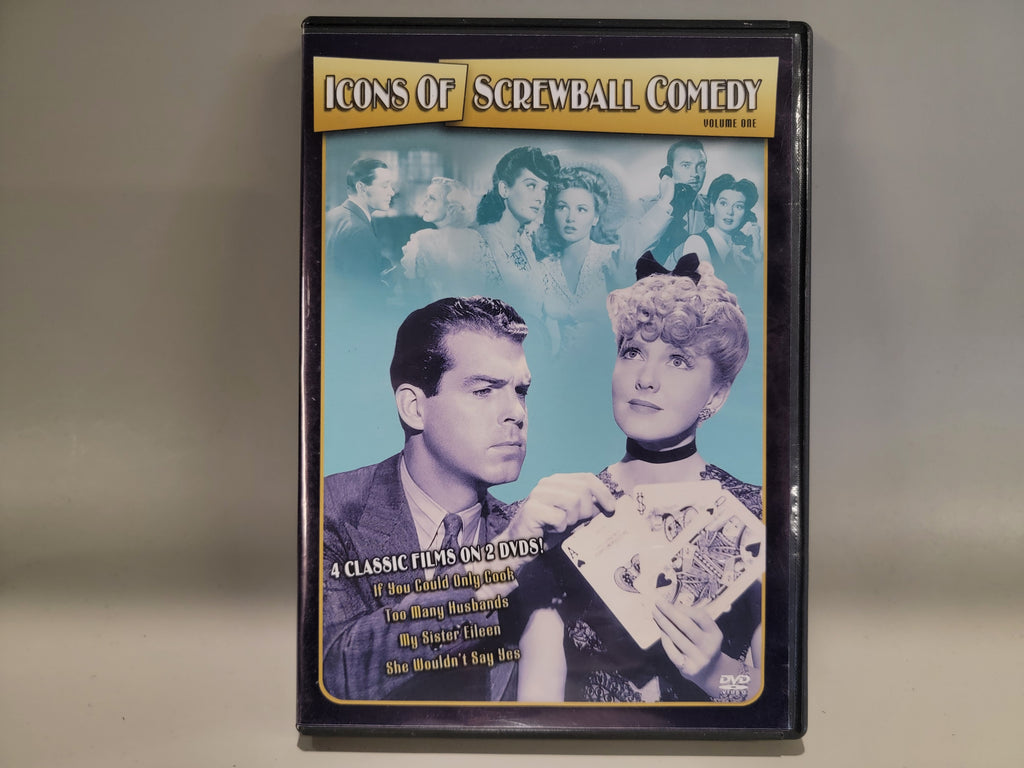 ICONS OF SCREWBALL COMEDY
VOLUME ONE
4 CLASSIC FILMS ON 2 DVDS!
If You Could Only Cook
Too Many Husbands
My Sister Eileen
She Wouldn't Say Yes
A
Q
DVD
VIDEO